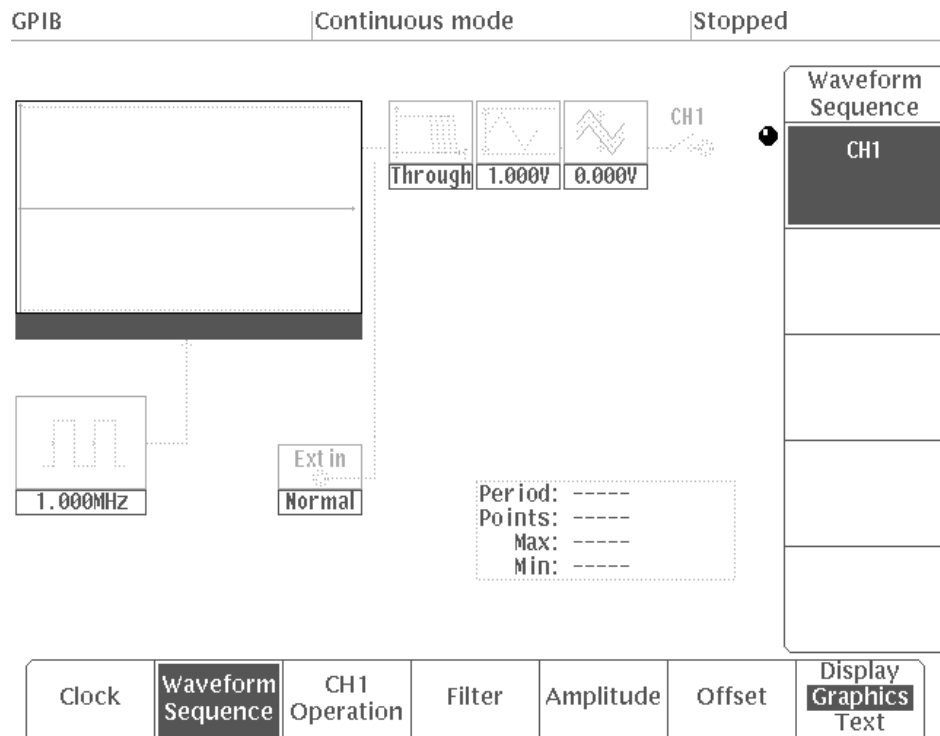 GPIB Continuous mode Stopped
Waveform
Sequence
CH1
CH1
Through 1.000V 0.000V
Ext in
1.000MHz Normal
Period: -----
Points: -----
Max: -----
Min: -----
Clock
Waveform
Sequence
CH1
Operation
Filter
Amplitude
Offset
Display
Graphics
Text